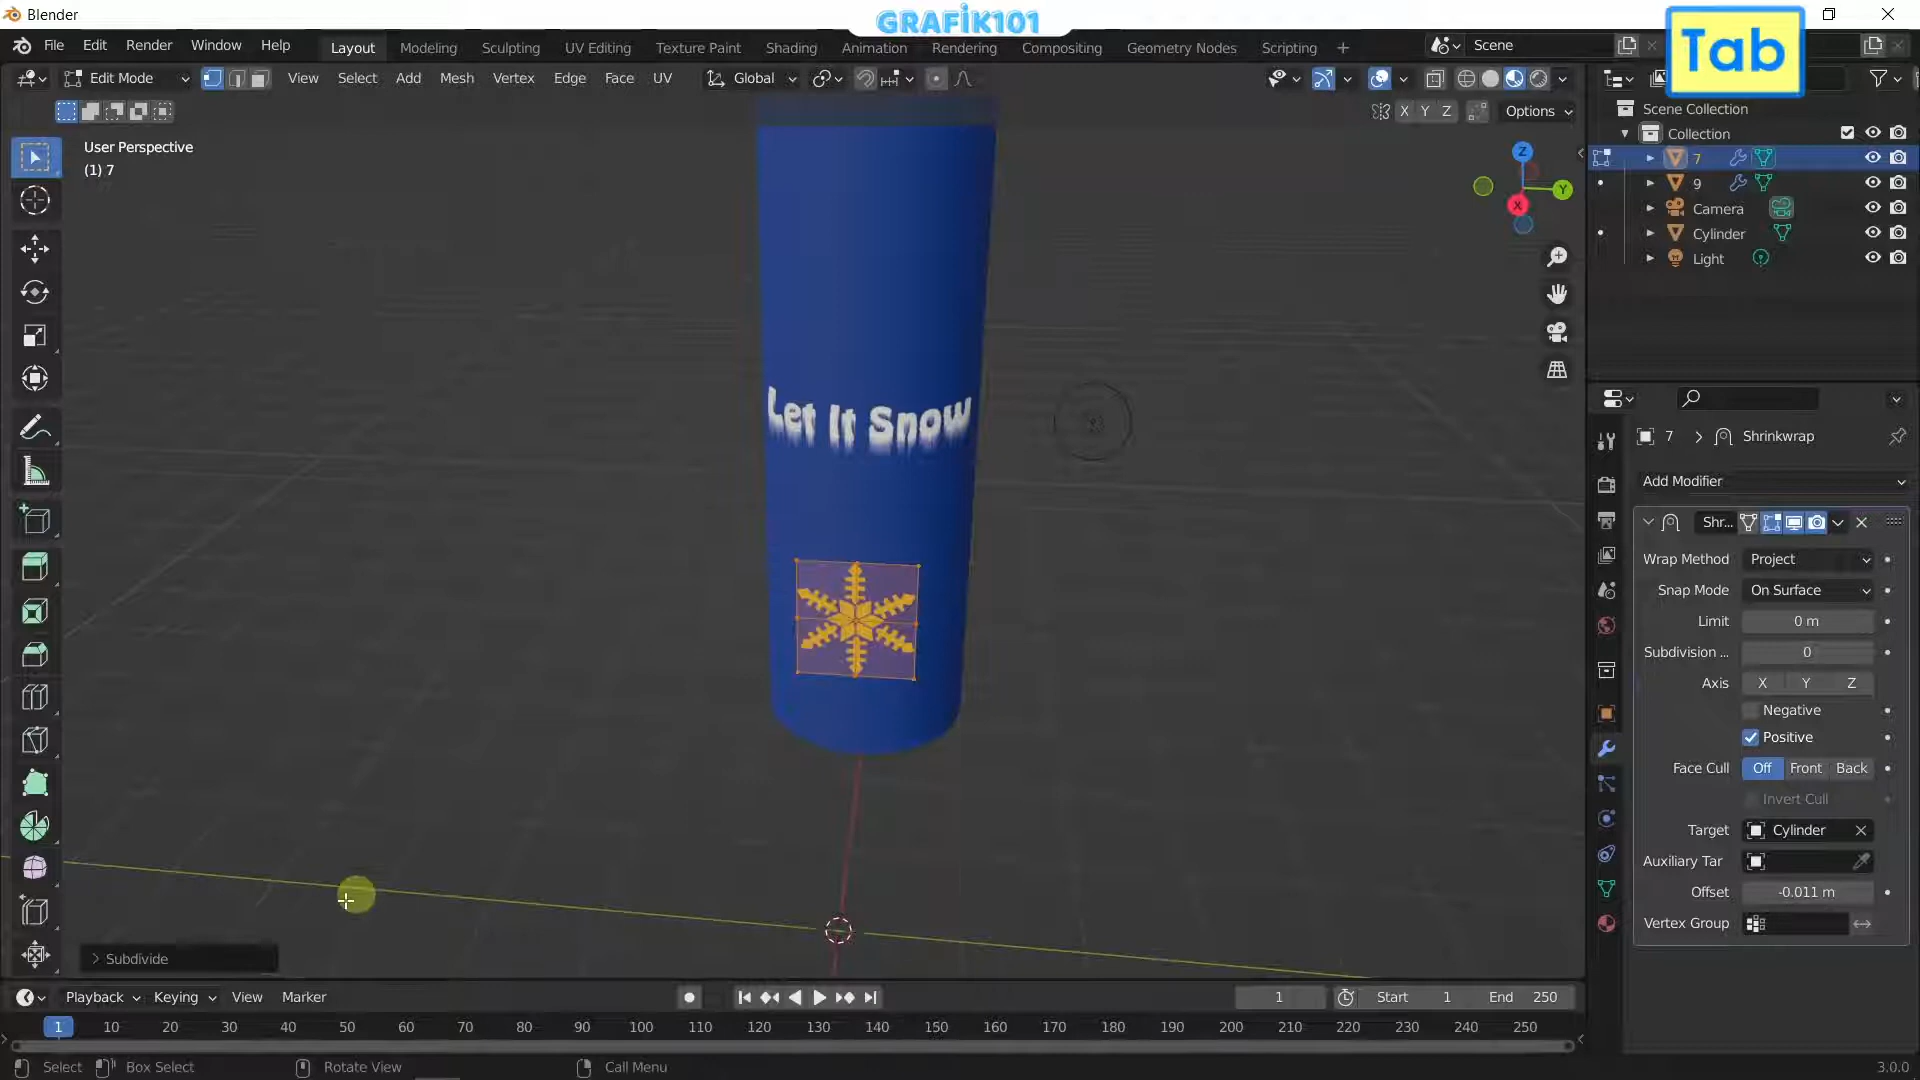 Blender
GRAFİK101
Tab
File Edit Render Window Help
Layout Modeling Sculpting UV Editing Texture Paint Shading Animation Rendering Compositing Geometry Nodes Scripting
Scene
Edit Mode View Select Add Mesh Vertex Edge Face UV Global
X Y Z Options
User Perspective
(1) 7
Z
Y
X
Let It Snow
Scene Collection
Collection
7
9
Camera
Cylinder
Light
7 > Shrinkwrap
Add Modifier
Shr...
Wrap Method Project
Snap Mode On Surface
Limit 0 m
Subdivision ... 0
Axis X Y Z
Negative
Positive
Face Cull Off Front Back
Invert Cull
Target Cylinder
Auxiliary Tar
Offset -0.011 m
Vertex Group
Subdivide
Playback Keying View Marker 1 Start 1 End 250
1 10 20 30 40 50 60 70 80 90 100 110 120 130 140 150 160 170 180 190 200 210 220 230 240 250
Select Box Select Rotate View Call Menu 3.0.0